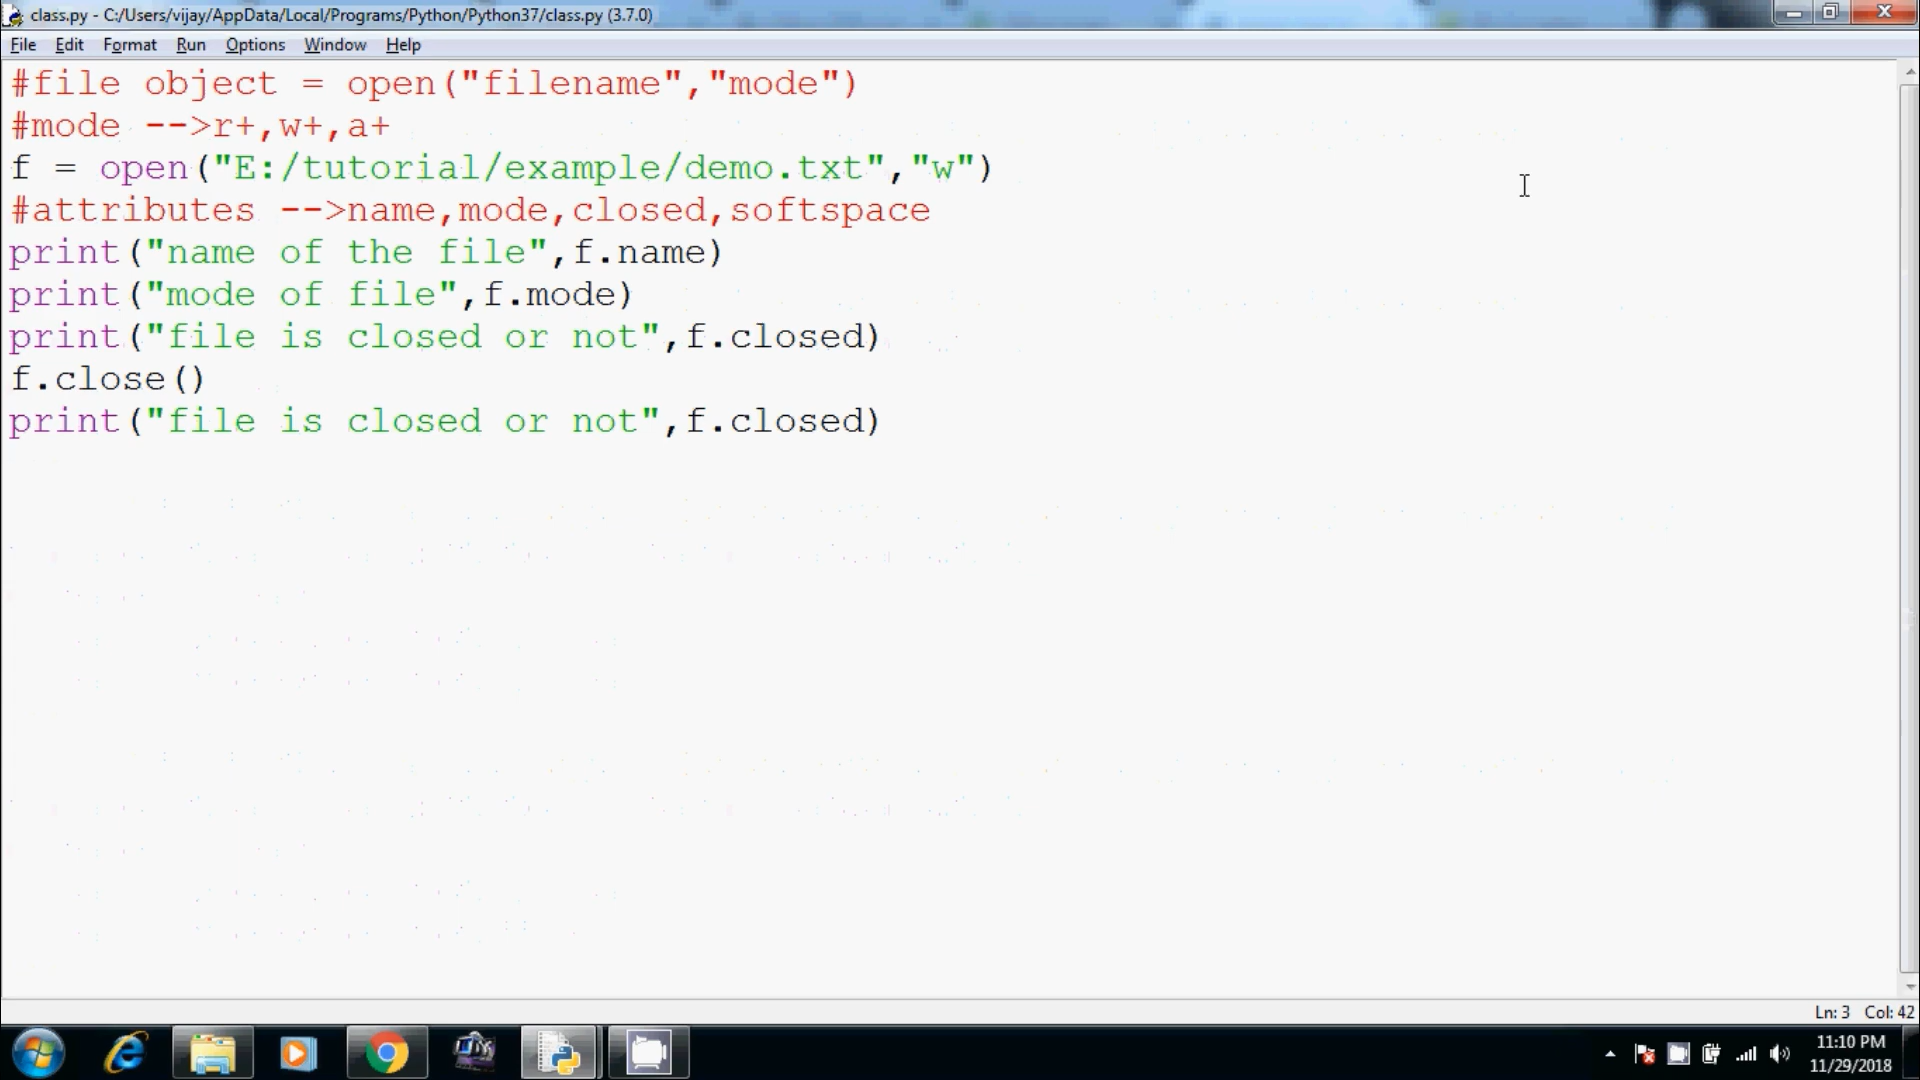 class.py - C:/Users/vijay/AppData/Local/Programs/Python/Python37/class.py (3.7.0)
File Edit Format Run Options Window Help
#file object = open("filename","mode")
#mode -->r+,w+,a+
f = open("E:/tutorial/example/demo.txt","w")
#attributes -->name,mode,closed,softspace
print("name of the file",f.name)
print("mode of file",f.mode)
print("file is closed or not",f.closed)
f.close()
print("file is closed or not",f.closed)
Ln: 3 Col: 42
11:10 PM
11/29/2018